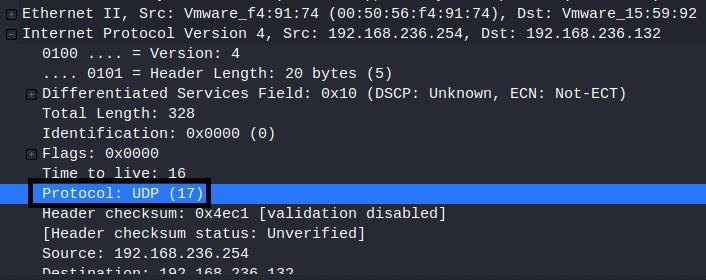 Ethernet II, Src: Vmware_f4:91:74 (00:50:56:f4:91:74), Dst: Vmware_15:59:92
Internet Protocol Version 4, Src: 192.168.236.254, Dst: 192.168.236.132
0100 .... = Version: 4
.... 0101 = Header Length: 20 bytes (5)
Differentiated Services Field: 0x10 (DSCP: Unknown, ECN: Not-ECT)
Total Length: 328
Identification: 0x0000 (0)
Flags: 0x0000
Time to live: 16
Protocol: UDP (17)
Header checksum: 0x4ec1 [validation disabled]
[Header checksum status: Unverified]
Source: 192.168.236.254
Destination: 192.168.236.132